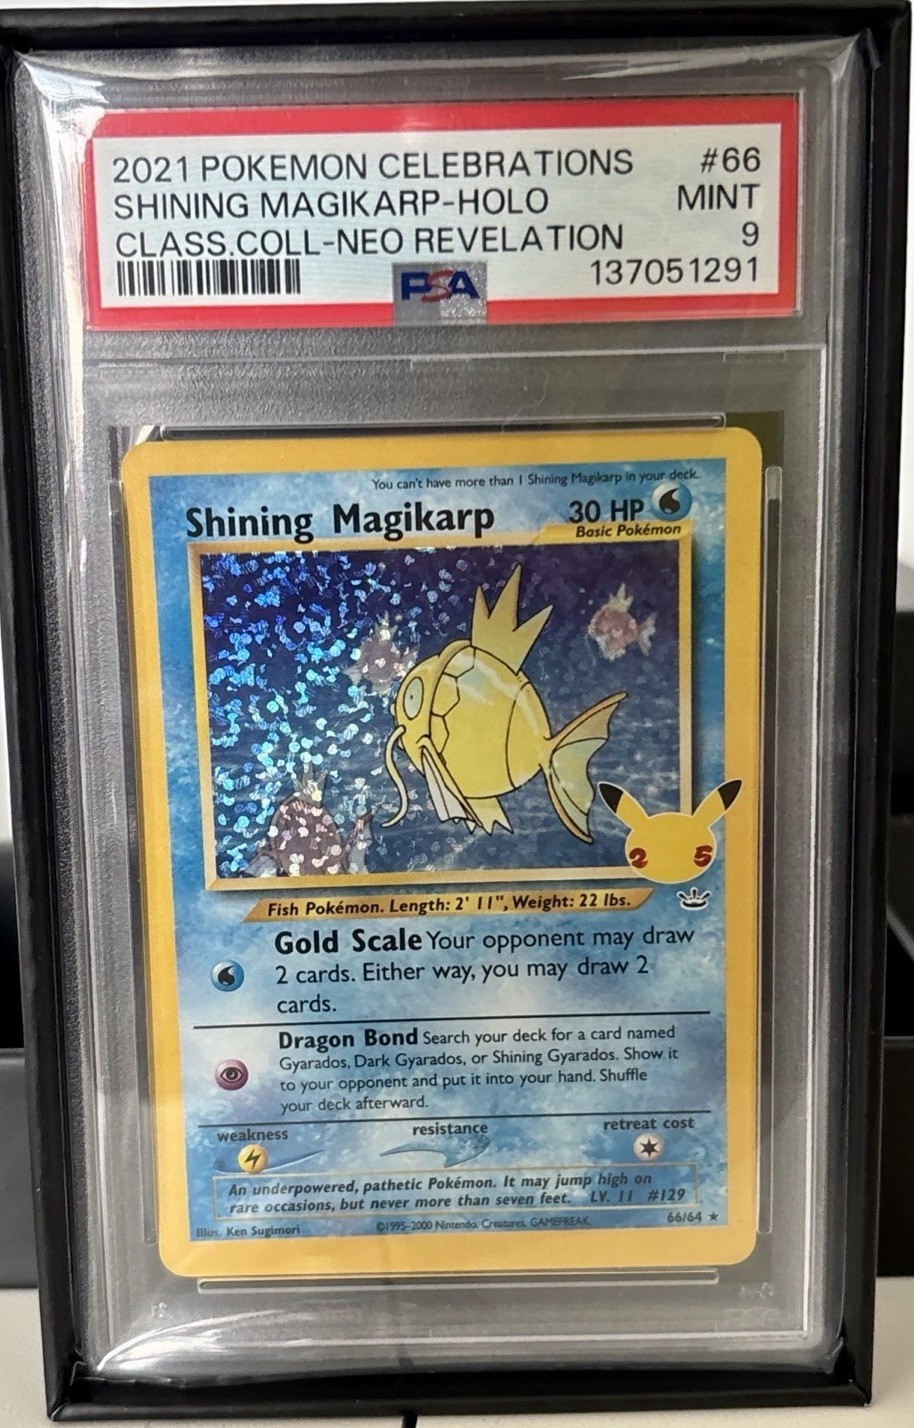 2021 POKEMON CELEBRATIONS #66
SHINING MAGIKARP-HOLO MINT
CLASS.COLL-NEO REVELATION 9
PSA 137051291
You can't have more than 1 Shining Magikarp in your deck.
Shining Magikarp 30 HP
Basic Pokémon
25
Fish Pokémon. Length: 2' 11", Weight: 22 lbs.
Gold Scale Your opponent may draw
2 cards. Either way, you may draw 2
cards.
Dragon Bond Search your deck for a card named
Gyarados, Dark Gyarados, or Shining Gyarados. Show it
to your opponent and put it into your hand. Shuffle
your deck afterward.
weakness resistance retreat cost
An underpowered, pathetic Pokémon. It may jump high on
rare occasions, but never more than seven feet. LV. 11 #129
Illus. Ken Sugimori ©1995-2000 Nintendo, Creatures, GAMEFREAK. 66/64 ★